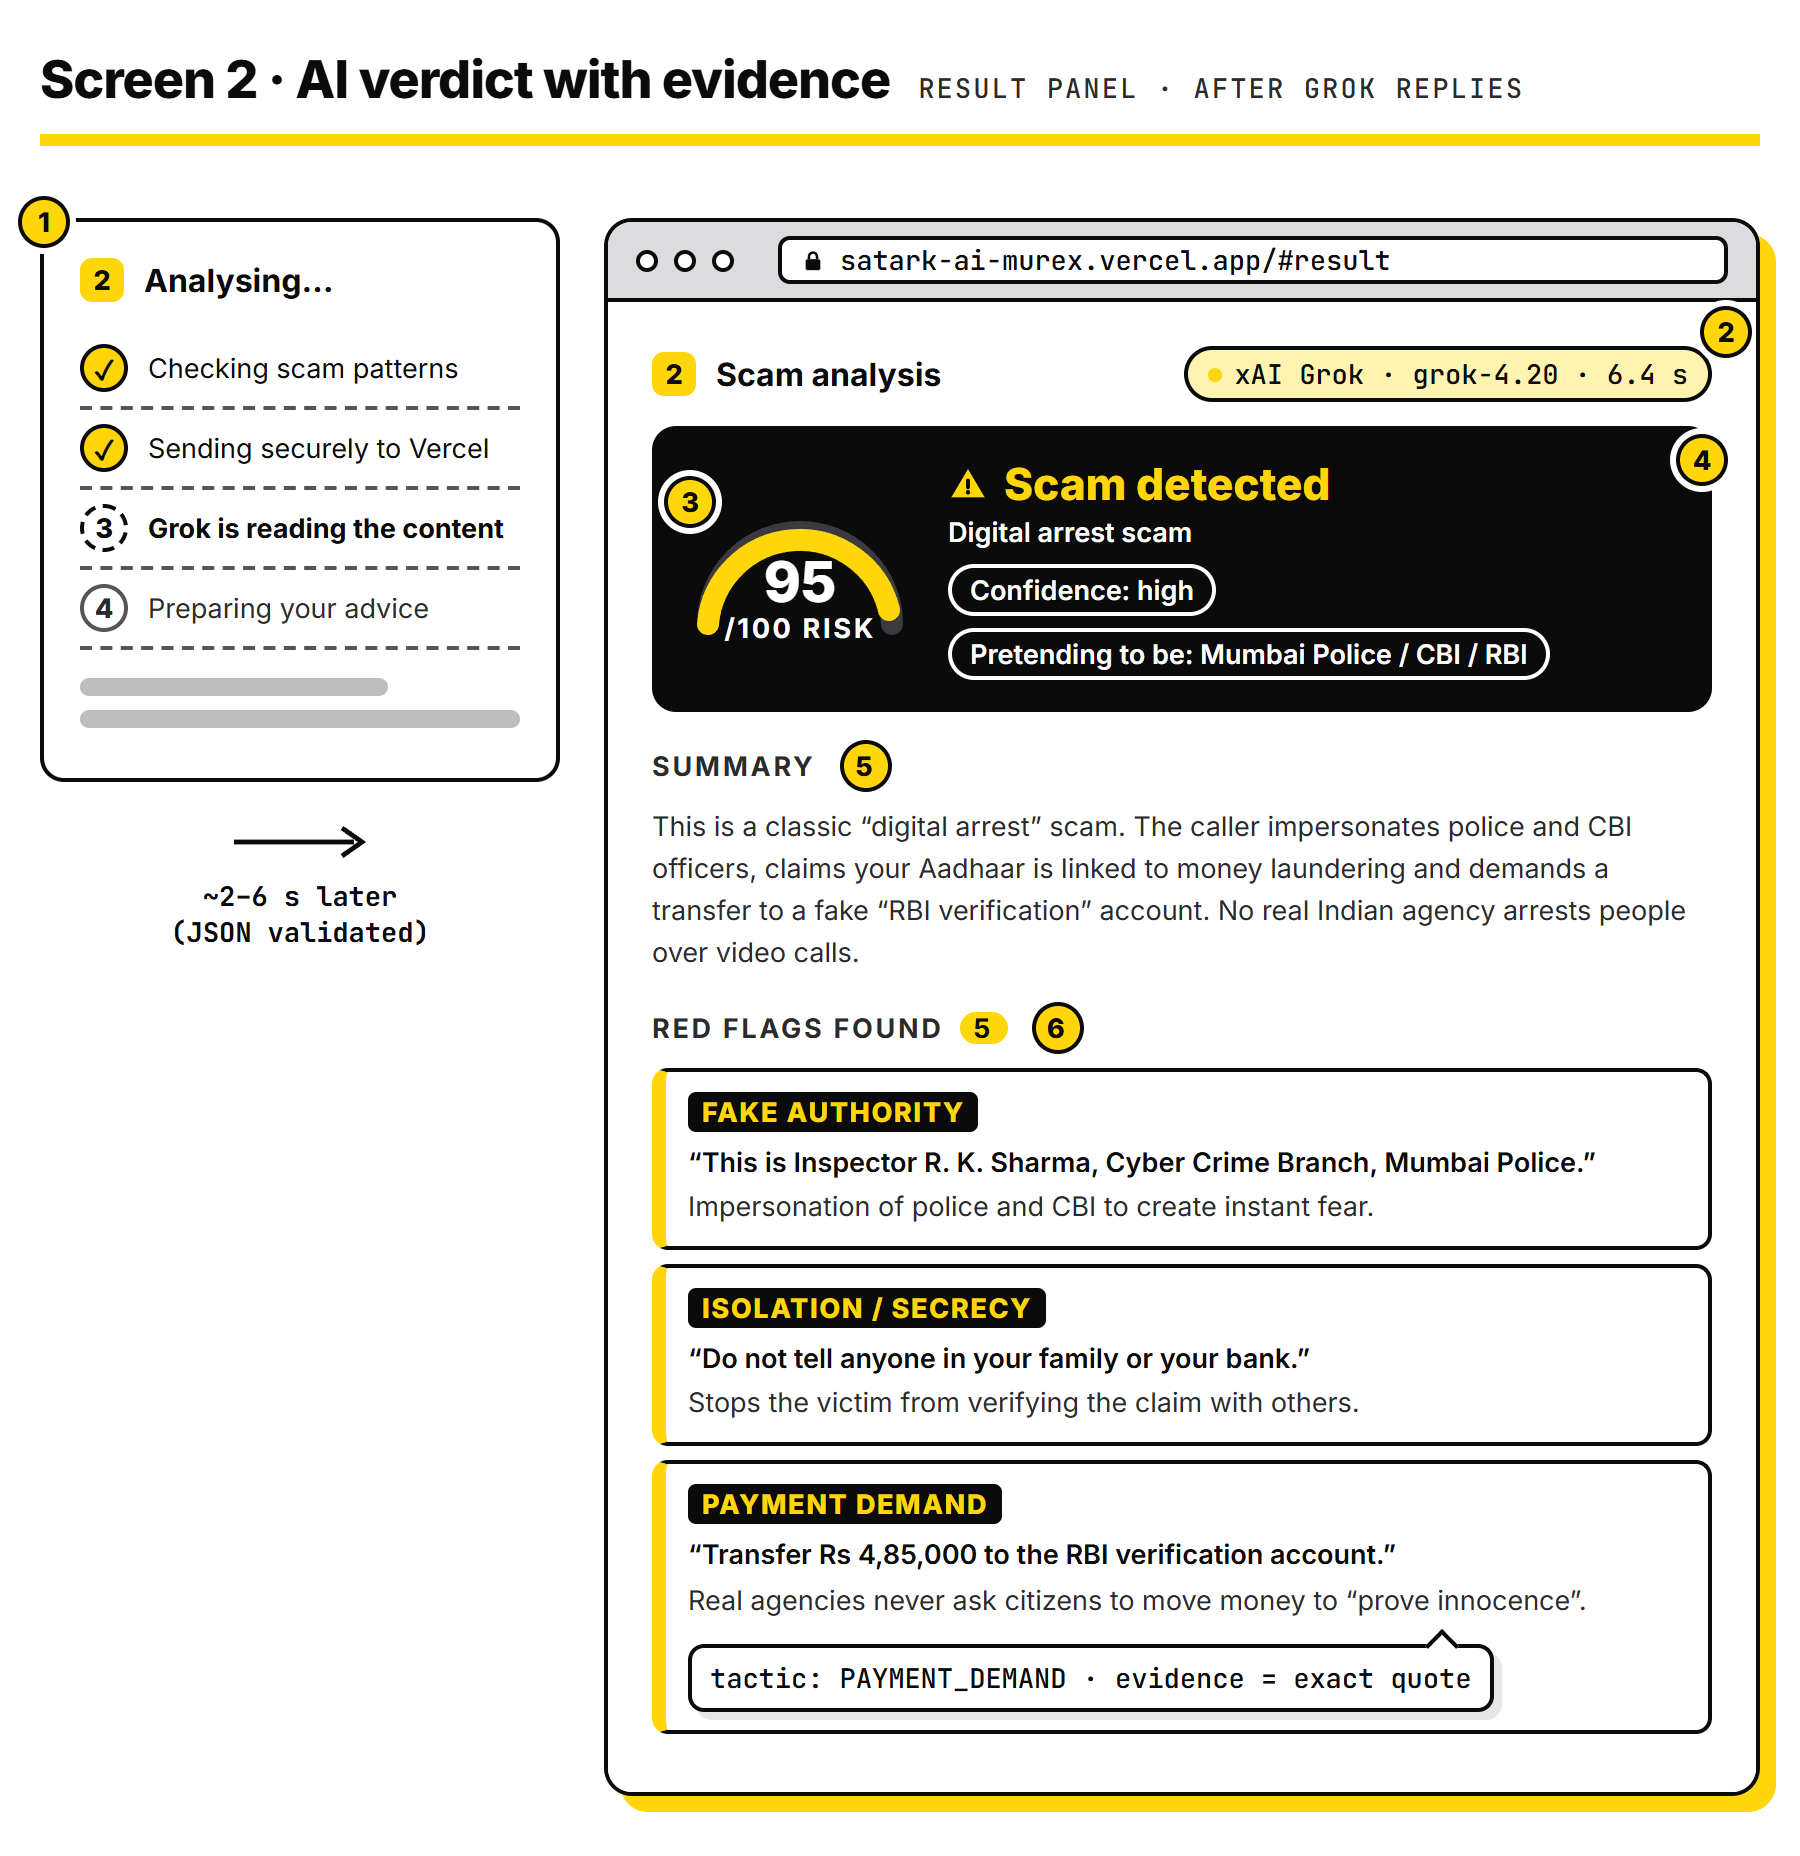 Screen 2 · AI verdict with evidence
RESULT PANEL · AFTER GROK REPLIES
1
2 Analysing...
✓ Checking scam patterns
✓ Sending securely to Vercel
3 Grok is reading the content
4 Preparing your advice
~2–6 s later
(JSON validated)
satark-ai-murex.vercel.app/#result
2
2 Scam analysis
xAI Grok · grok-4.20 · 6.4 s
3
4
95
/100 RISK
Scam detected
Digital arrest scam
Confidence: high
Pretending to be: Mumbai Police / CBI / RBI
SUMMARY 5
This is a classic “digital arrest” scam. The caller impersonates police and CBI
officers, claims your Aadhaar is linked to money laundering and demands a
transfer to a fake “RBI verification” account. No real Indian agency arrests people
over video calls.
RED FLAGS FOUND 5 6
FAKE AUTHORITY
“This is Inspector R. K. Sharma, Cyber Crime Branch, Mumbai Police.”
Impersonation of police and CBI to create instant fear.
ISOLATION / SECRECY
“Do not tell anyone in your family or your bank.”
Stops the victim from verifying the claim with others.
PAYMENT DEMAND
“Transfer Rs 4,85,000 to the RBI verification account.”
Real agencies never ask citizens to move money to “prove innocence”.
tactic: PAYMENT_DEMAND · evidence = exact quote